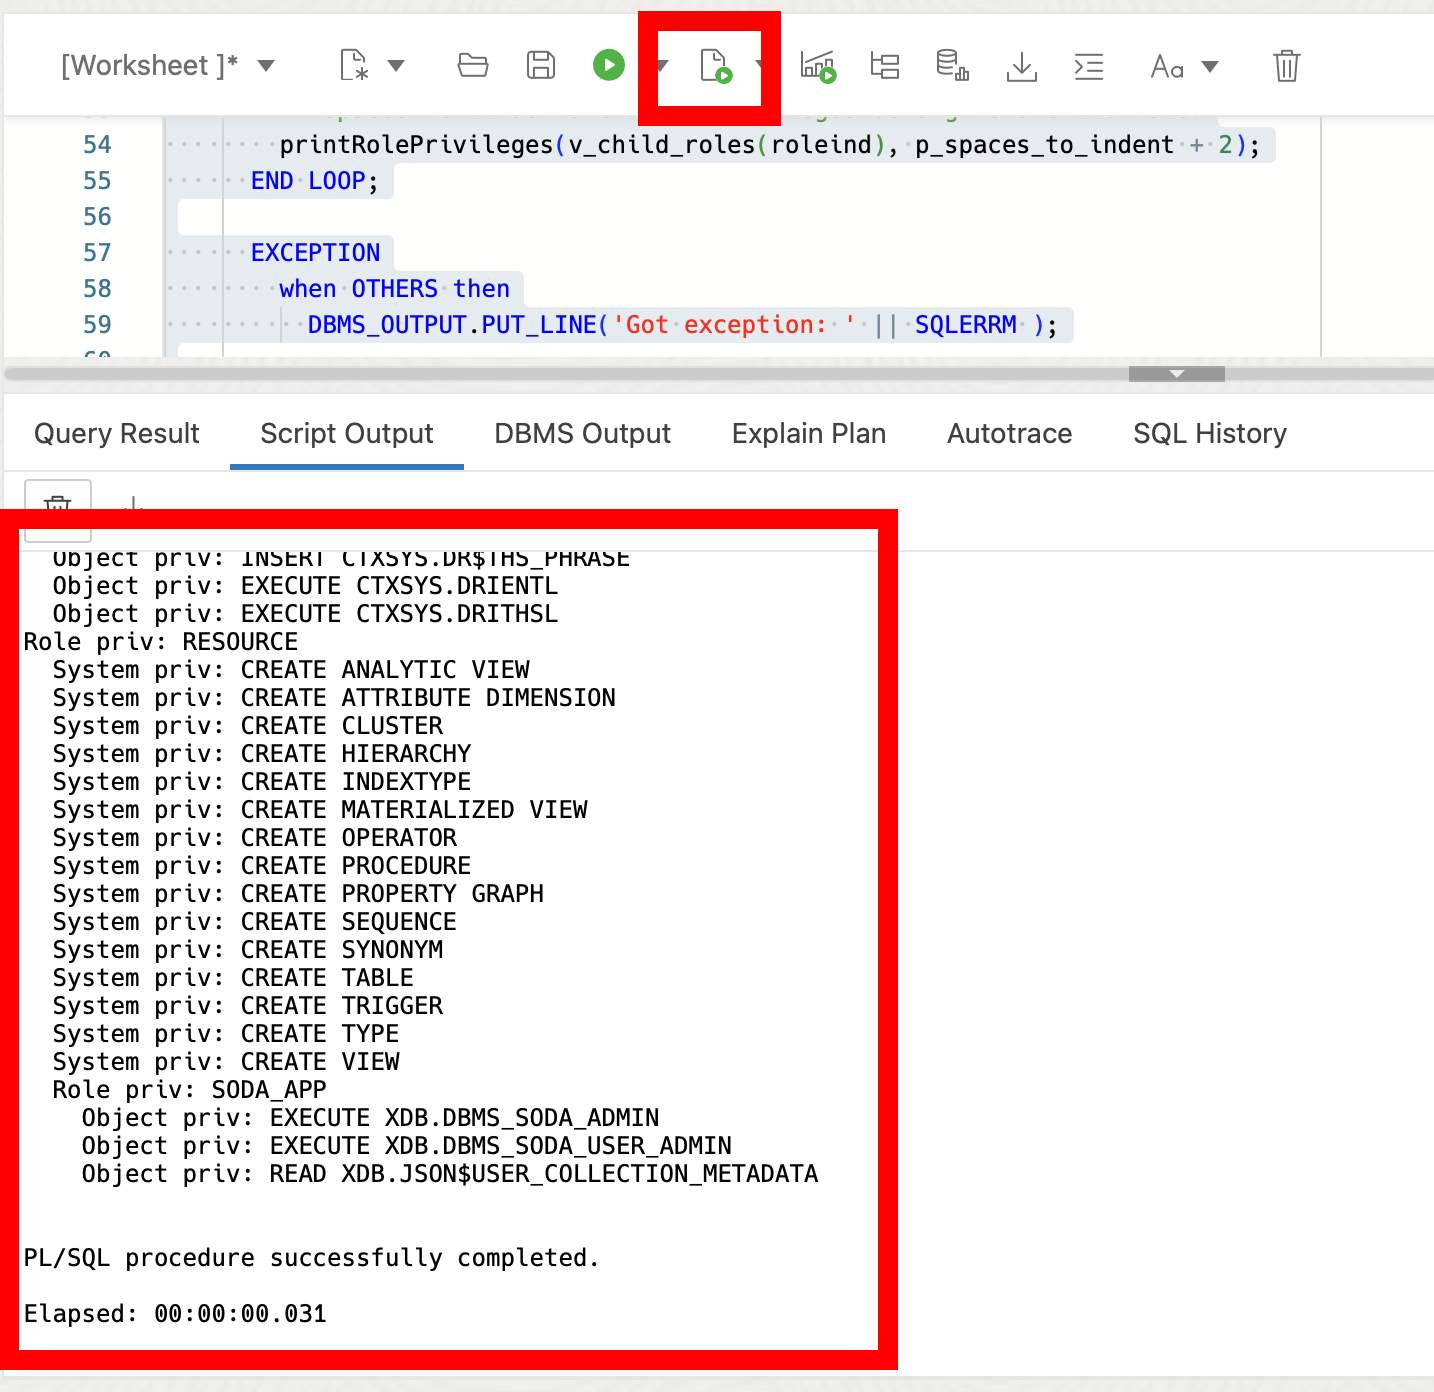 [Worksheet ]*
Aa
54 printRolePrivileges(v_child_roles(roleind), p_spaces_to_indent + 2);
55 END LOOP;
56
57 EXCEPTION
58 when OTHERS then
59 DBMS_OUTPUT.PUT_LINE('Got exception: ' || SQLERRM );
60
Query Result Script Output DBMS Output Explain Plan Autotrace SQL History
Object priv: INSERT CTXSYS.DR$THS_PHRASE
Object priv: EXECUTE CTXSYS.DRIENTL
Object priv: EXECUTE CTXSYS.DRITHSL
Role priv: RESOURCE
System priv: CREATE ANALYTIC VIEW
System priv: CREATE ATTRIBUTE DIMENSION
System priv: CREATE CLUSTER
System priv: CREATE HIERARCHY
System priv: CREATE INDEXTYPE
System priv: CREATE MATERIALIZED VIEW
System priv: CREATE OPERATOR
System priv: CREATE PROCEDURE
System priv: CREATE PROPERTY GRAPH
System priv: CREATE SEQUENCE
System priv: CREATE SYNONYM
System priv: CREATE TABLE
System priv: CREATE TRIGGER
System priv: CREATE TYPE
System priv: CREATE VIEW
Role priv: SODA_APP
Object priv: EXECUTE XDB.DBMS_SODA_ADMIN
Object priv: EXECUTE XDB.DBMS_SODA_USER_ADMIN
Object priv: READ XDB.JSON$USER_COLLECTION_METADATA
PL/SQL procedure successfully completed.
Elapsed: 00:00:00.031